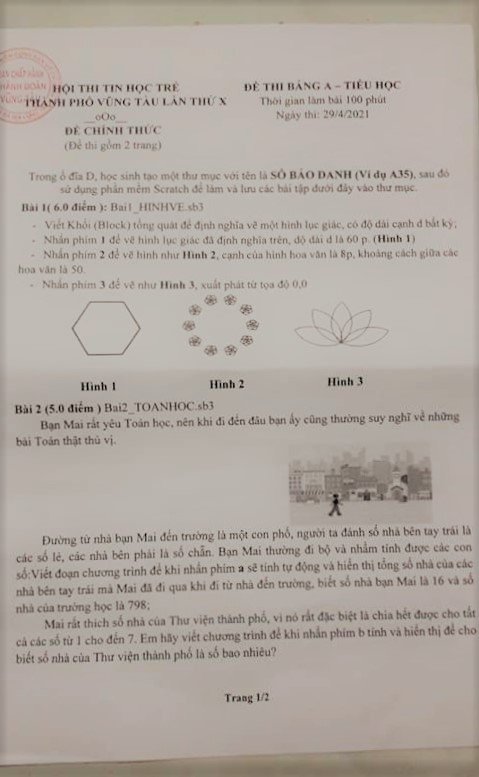 BAN CHẤP HÀNH
THÀNH ĐOÀN
VŨNG TÀU
HỘI THI TIN HỌC TRẺ
THÀNH PHỐ VŨNG TÀU LẦN THỨ X
__oOo__
ĐỀ CHÍNH THỨC
(Đề thi gồm 2 trang)
ĐỀ THI BẢNG A – TIỂU HỌC
Thời gian làm bài 100 phút
Ngày thi: 29/4/2021
Trong ổ đĩa D, học sinh tạo một thư mục với tên là SỐ BÁO DANH (Ví dụ A35), sau đó
sử dụng phần mềm Scratch để làm và lưu các bài tập dưới đây vào thư mục.
Bài 1( 6.0 điểm ): Bai1_HINHVE.sb3
- Viết Khối (Block) tổng quát để định nghĩa vẽ một hình lục giác, có độ dài cạnh d bất kỳ;
- Nhấn phím 1 để vẽ hình lục giác đã định nghĩa trên, độ dài d là 60 p. (Hình 1)
- Nhấn phím 2 để vẽ hình như Hình 2, cạnh của hình hoa văn là 8p, khoảng cách giữa các
hoa văn là 50.
- Nhấn phím 3 để vẽ như Hình 3, xuất phát từ tọa độ 0,0
Hình 1
Hình 2
Hình 3
Bài 2 (5.0 điểm ) Bai2_TOANHOC.sb3
Bạn Mai rất yêu Toán học, nên khi đi đến đâu bạn ấy cũng thường suy nghĩ về những
bài Toán thật thú vị.
Đường từ nhà bạn Mai đến trường là một con phố, người ta đánh số nhà bên tay trái là
các số lẻ, các nhà bên phải là số chẵn. Bạn Mai thường đi bộ và nhẩm tính được các con
số:Viết đoạn chương trình để khi nhấn phím a sẽ tính tự động và hiển thị tổng số nhà của các
nhà bên tay trái mà Mai đã đi qua khi đi từ nhà đến trường, biết số nhà bạn Mai là 16 và số
nhà của trường học là 798;
Mai rất thích số nhà của Thư viện thành phố, vì nó rất đặc biệt là chia hết được cho tất
cả các số từ 1 cho đến 7. Em hãy viết chương trình để khi nhấn phím b tính và hiển thị để cho
biết số nhà của Thư viện thành phố là số bao nhiêu?
Trang 1/2